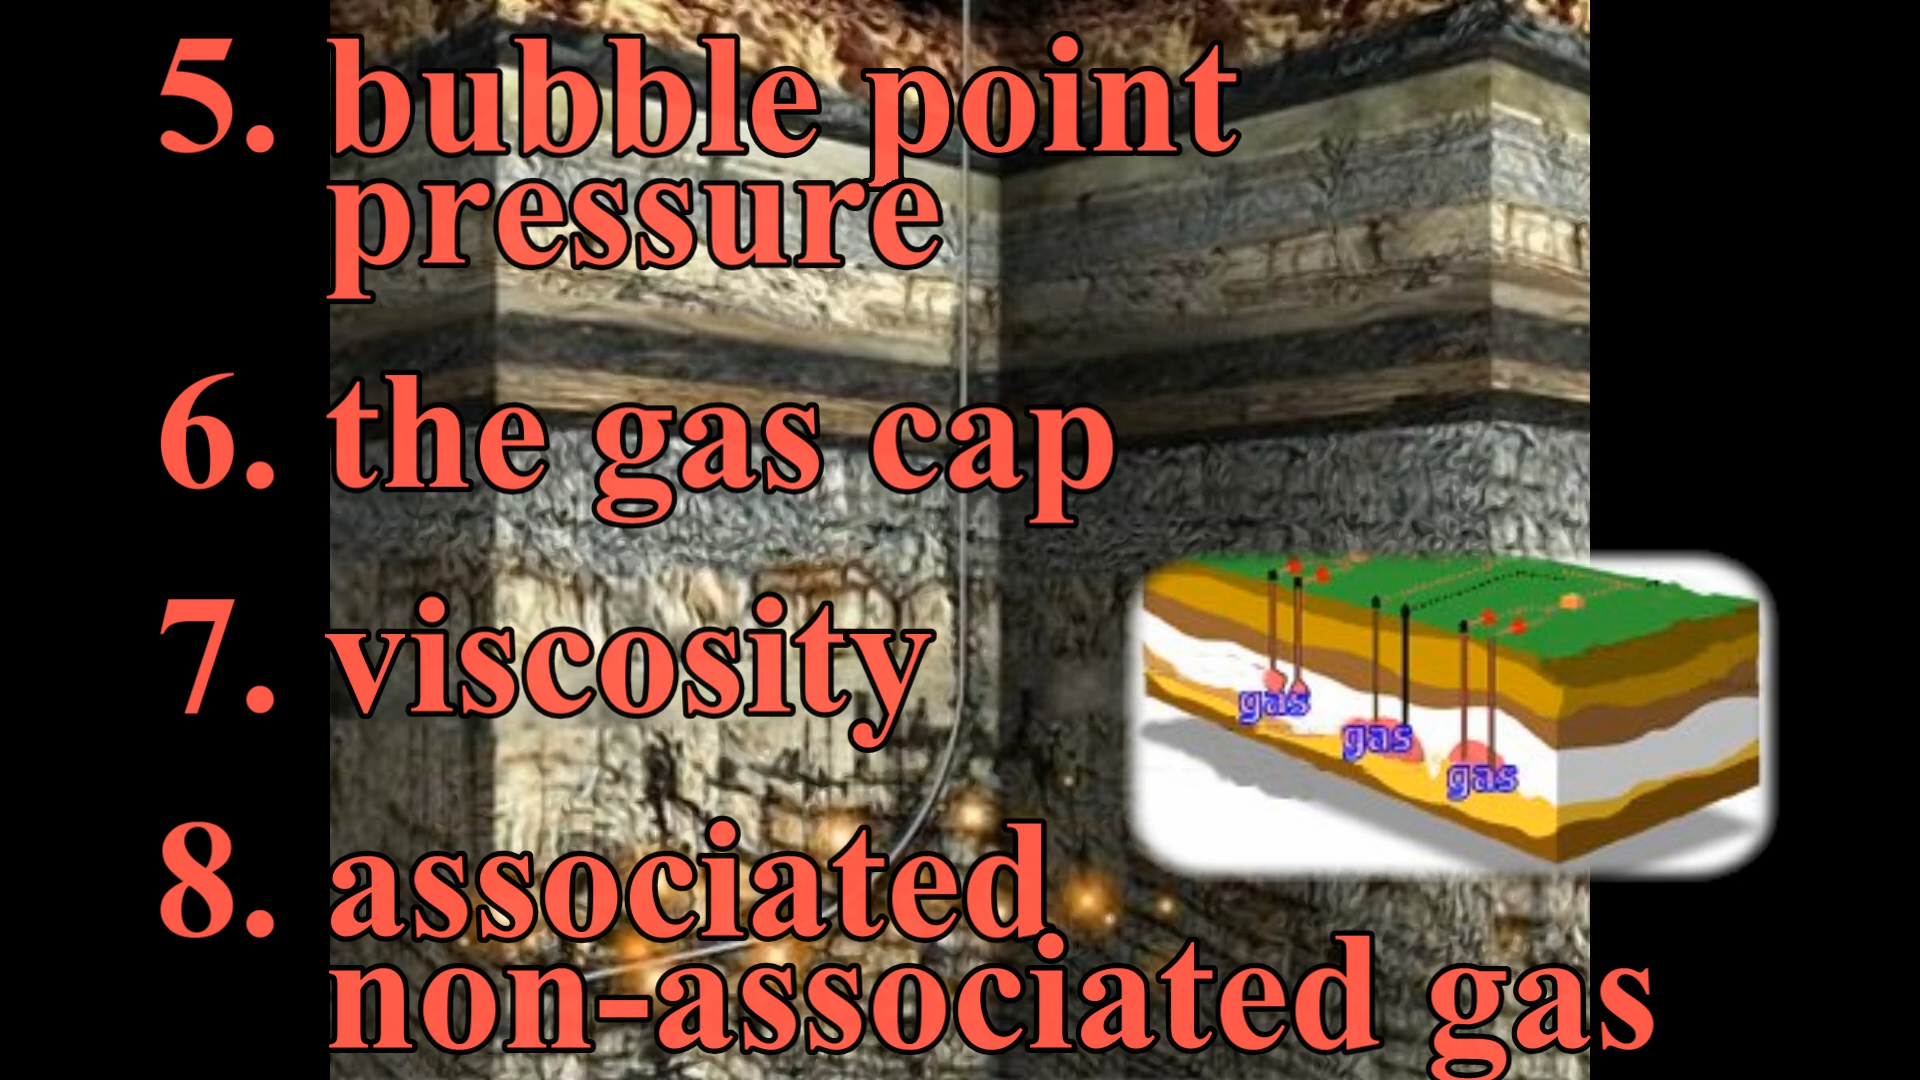 5. bubble point
pressure
6. the gas cap
7. viscosity
gas
gas
gas
8. associated
non-associated gas